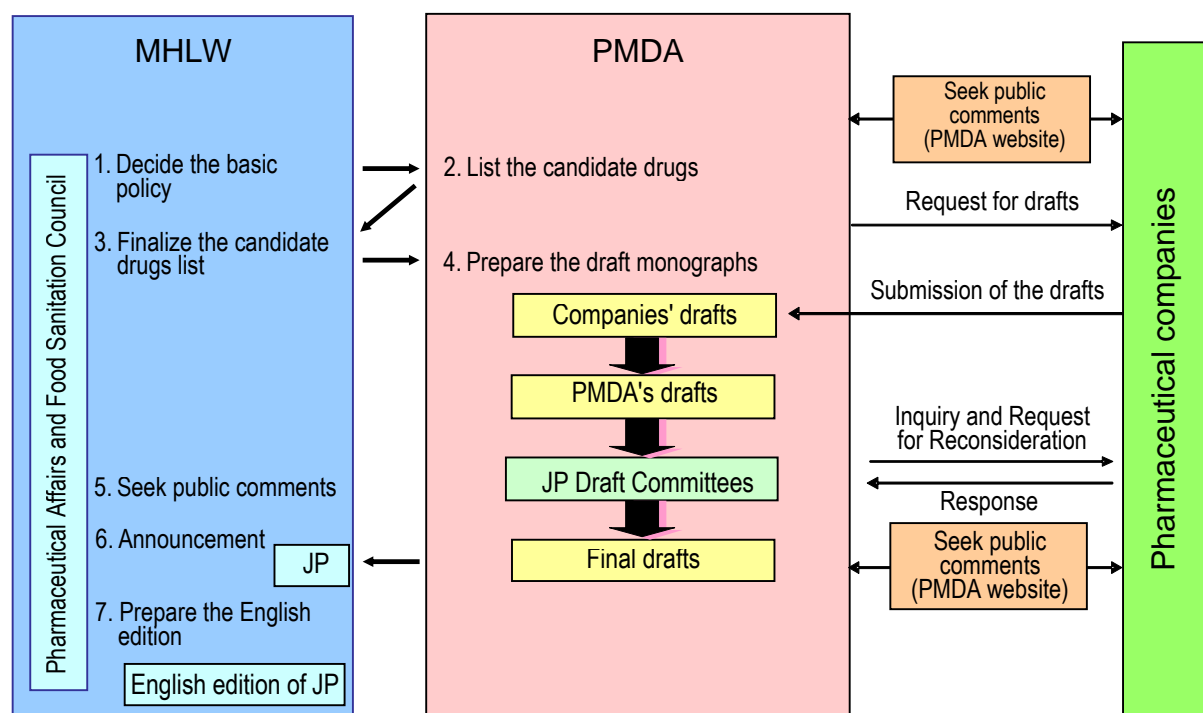 MHLW
Pharmaceutical Affairs and Food Sanitation Council
1. Decide the basic
policy
3. Finalize the candidate
drugs list
5. Seek public comments
6. Announcement
JP
7. Prepare the English
edition
English edition of JP
PMDA
2. List the candidate drugs
4. Prepare the draft monographs
Companies' drafts
PMDA's drafts
JP Draft Committees
Final drafts
Seek public
comments
(PMDA website)
Request for drafts
Submission of the drafts
Inquiry and Request
for Reconsideration
Response
Seek public
comments
(PMDA website)
Pharmaceutical companies